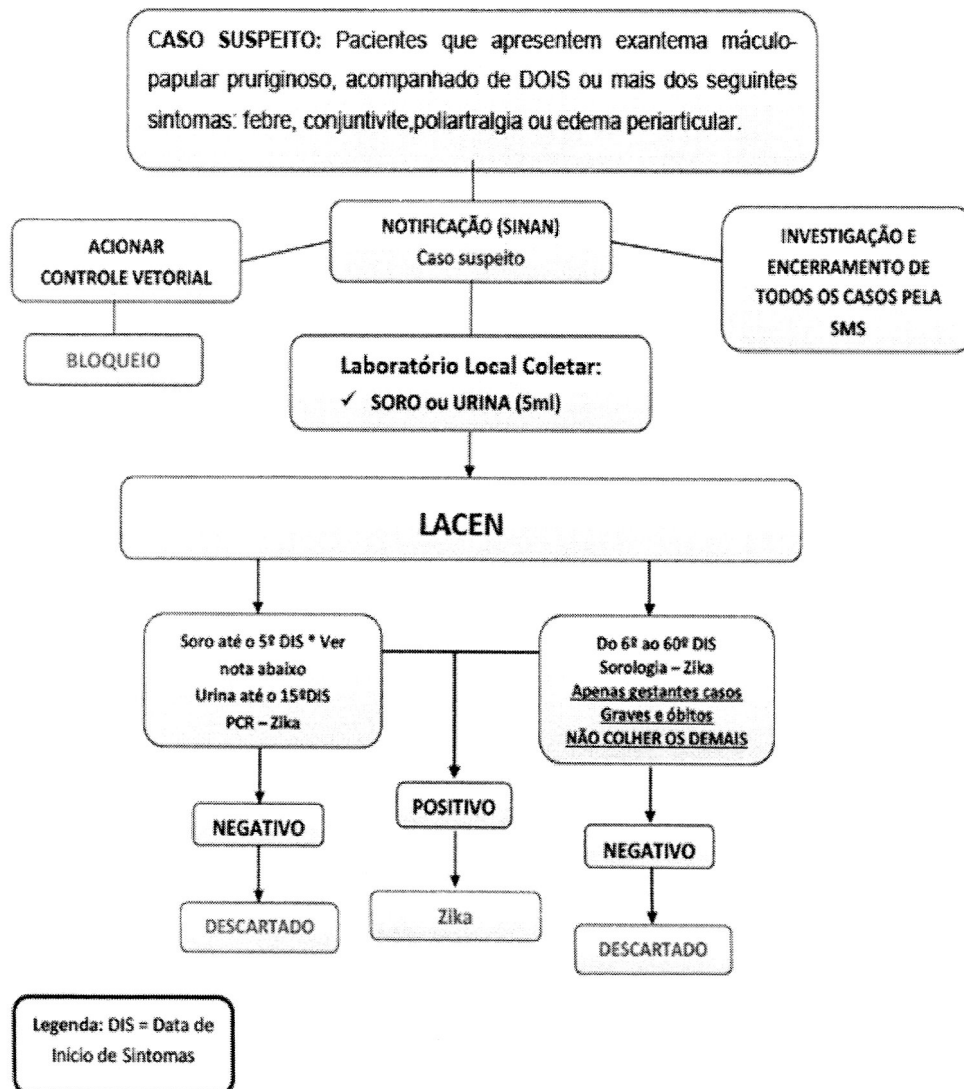 CASO SUSPEITO: Pacientes que apresentem exantema máculo-
papular pruriginoso, acompanhado de DOIS ou mais dos seguintes
sintomas: febre, conjuntivite,poliartralgia ou edema periarticular.
NOTIFICAÇÃO (SINAN)
Caso suspeito
ACIONAR
CONTROLE VETORIAL
BLOQUEIO
INVESTIGAÇÃO E
ENCERRAMENTO DE
TODOS OS CASOS PELA
SMS
Laboratório Local Coletar:
✓ SORO ou URINA (5ml)
LACEN
Soro até o 5º DIS * Ver
nota abaixo
Urina até o 15ºDIS
PCR – Zika
Do 6º ao 60º DIS
Sorologia – Zika
Apenas gestantes casos
Graves e óbitos
NÃO COLHER OS DEMAIS
NEGATIVO
POSITIVO
NEGATIVO
DESCARTADO
Zika
DESCARTADO
Legenda: DIS = Data de
Início de Sintomas